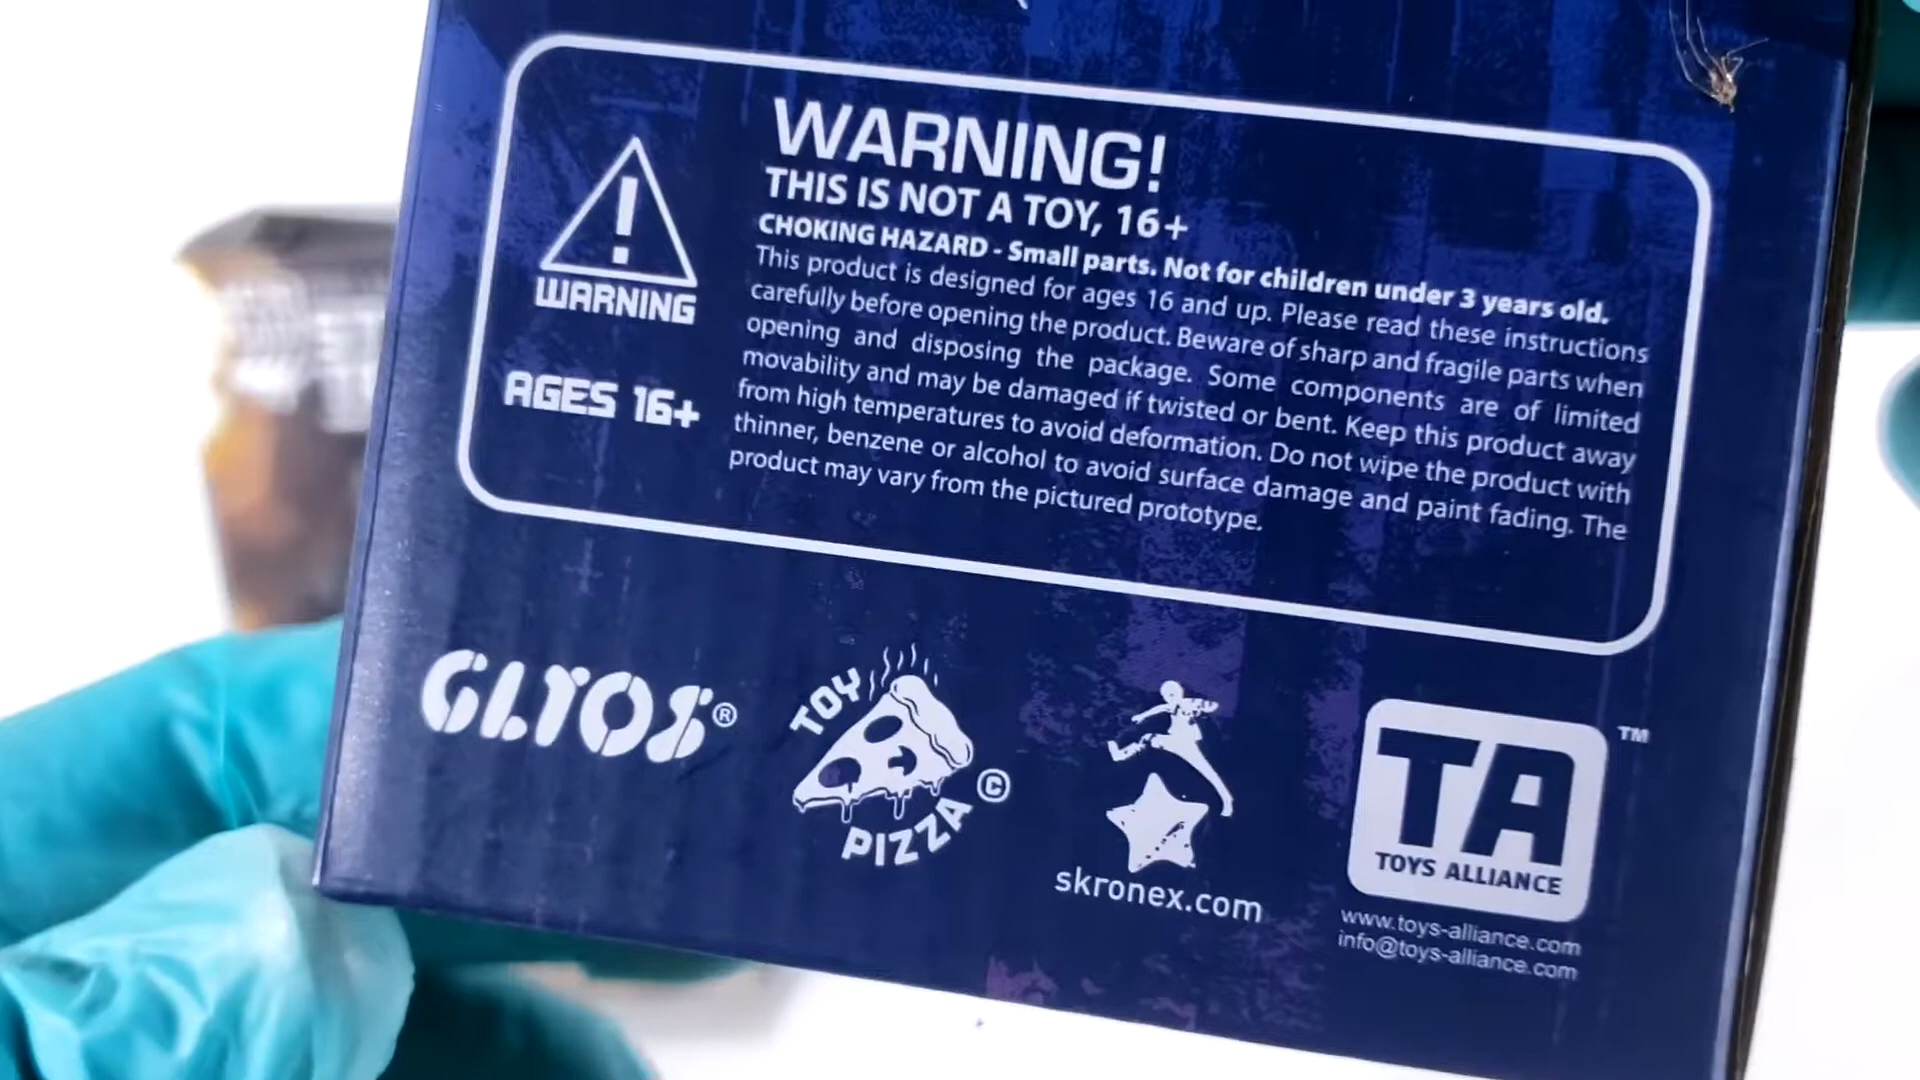 WARNING!
THIS IS NOT A TOY, 16+
CHOKING HAZARD - Small parts. Not for children under 3 years old.
This product is designed for ages 16 and up. Please read these instructions
carefully before opening the product. Beware of sharp and fragile parts when
opening and disposing the package. Some components are of limited
movability and may be damaged if twisted or bent. Keep this product away
from high temperatures to avoid deformation. Do not wipe the product with
thinner, benzene or alcohol to avoid surface damage and paint fading. The
product may vary from the pictured prototype.
WARNING
AGES 16+
GLYOS®
TOY
PIZZA ©
skronex.com
TA ™
TOYS ALLIANCE
www.toys-alliance.com
info@toys-alliance.com